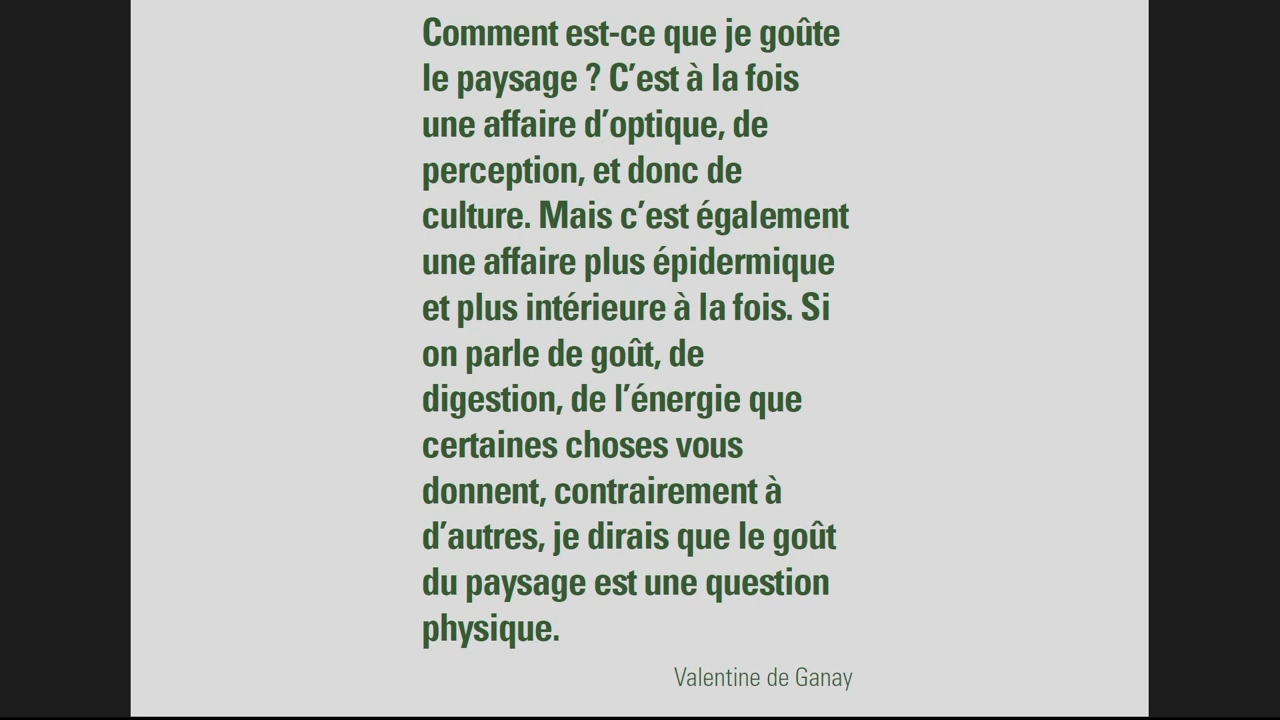 Comment est-ce que je goûte
le paysage ? C’est à la fois
une affaire d’optique, de
perception, et donc de
culture. Mais c’est également
une affaire plus épidermique
et plus intérieure à la fois. Si
on parle de goût, de
digestion, de l’énergie que
certaines choses vous
donnent, contrairement à
d’autres, je dirais que le goût
du paysage est une question
physique.
Valentine de Ganay